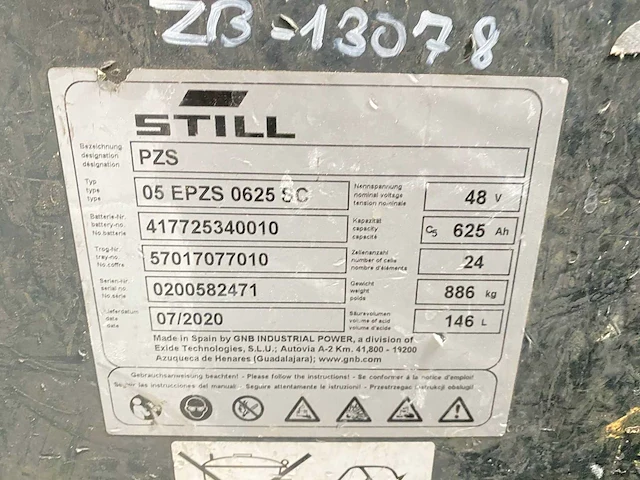 ZB-13078
STILL
Bezeichnung
designation
désignation
PZS
Typ
type
type
05 EPZS 0625 SC
Nennspannung
nominal voltage
tension nominale
48 V
Batterie-Nr.
battery-no.
No.batterie
417725340010
Kapazität
capacity
capacité
C5 625 Ah
Trog-Nr.
tray-no.
No.coffre
57017077010
Zellenanzahl
number of cells
nombre d'élements
24
Serien-Nr.
serial no
No.série
0200582471
Gewicht
weight
poids
886 kg
Lieferdatum
date
date
07/2020
Säurevolumen
volume of acid
volume d'acide
146 L
Made in Spain by GNB INDUSTRIAL POWER, a division of
Exide Technologies, S.L.U.; Autovia A-2 Km. 41,800 - 19200
Azuqueca de Henares (Guadalajara); www.gnb.com
Gebrauchsanweisung beachten! - Please follow the instructions! - Se conformer à la notice d'emploi!
Seguir las instrucciones del manual! - Seguire attentamente le istruzioni! - Przestrzegac instrukcji obslugi!